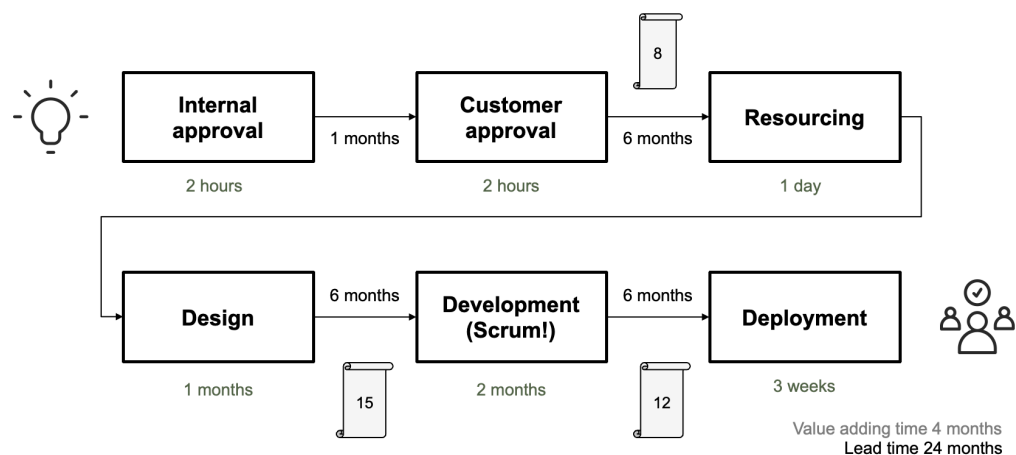 8
Internal
approval
1 months
Customer
approval
6 months
Resourcing
2 hours
2 hours
1 day
Design
6 months
Development
(Scrum!)
6 months
Deployment
1 months
15
2 months
12
3 weeks
Value adding time 4 months
Lead time 24 months